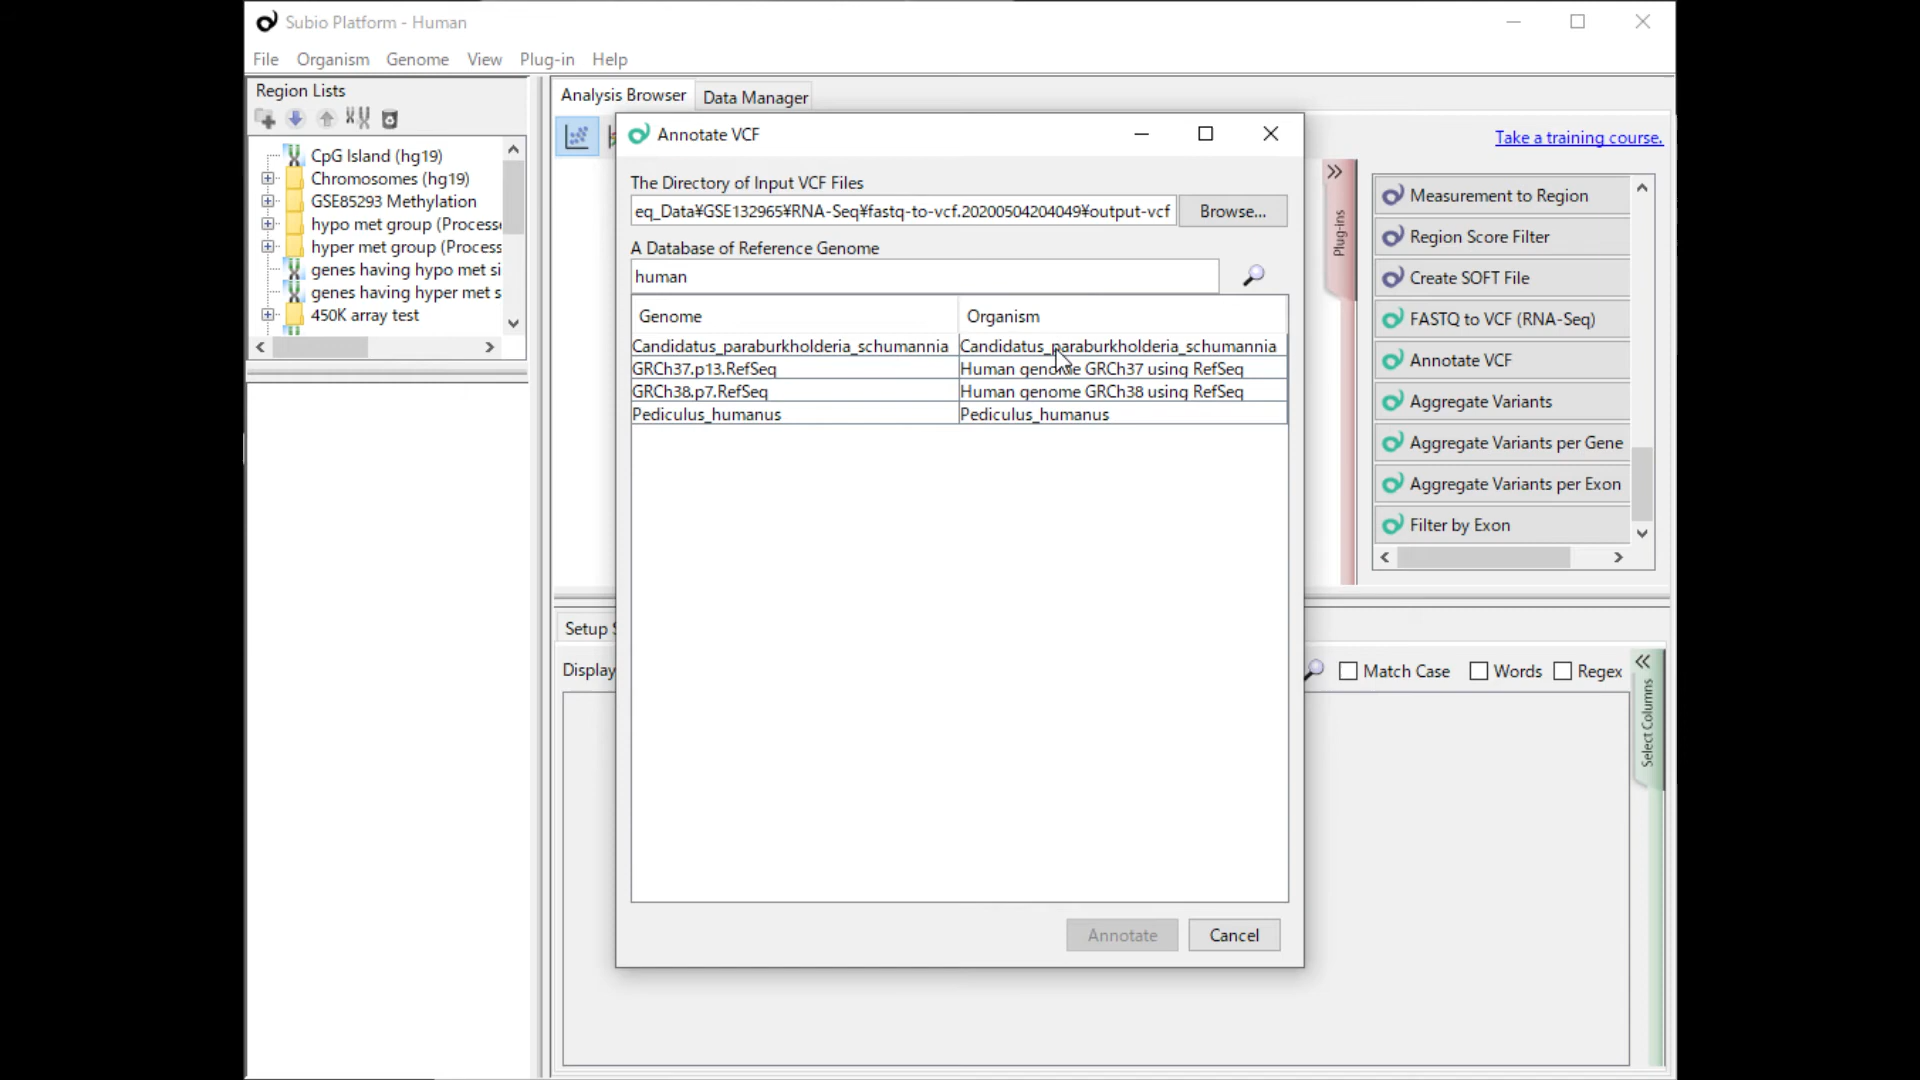 Subio Platform - Human
File Organism Genome View Plug-in Help
Region Lists
CpG Island (hg19)
Chromosomes (hg19)
GSE85293 Methylation
hypo met group (Process
hyper met group (Process
genes having hypo met si
genes having hyper met s
450K array test
Analysis Browser Data Manager
Take a training course.
Annotate VCF
The Directory of Input VCF Files
eq_Data¥GSE132965¥RNA-Seq¥fastq-to-vcf.20200504204049¥output-vcf Browse...
A Database of Reference Genome
human
Genome Organism
Candidatus_paraburkholderia_schumannia Candidatus_paraburkholderia_schumannia
GRCh37.p13.RefSeq Human genome GRCh37 using RefSeq
GRCh38.p7.RefSeq Human genome GRCh38 using RefSeq
Pediculus_humanus Pediculus_humanus
Annotate Cancel
Plug-ins
Measurement to Region
Region Score Filter
Create SOFT File
FASTQ to VCF (RNA-Seq)
Annotate VCF
Aggregate Variants
Aggregate Variants per Gene
Aggregate Variants per Exon
Filter by Exon
Setup S
Display
Match Case Words Regex
Select Columns